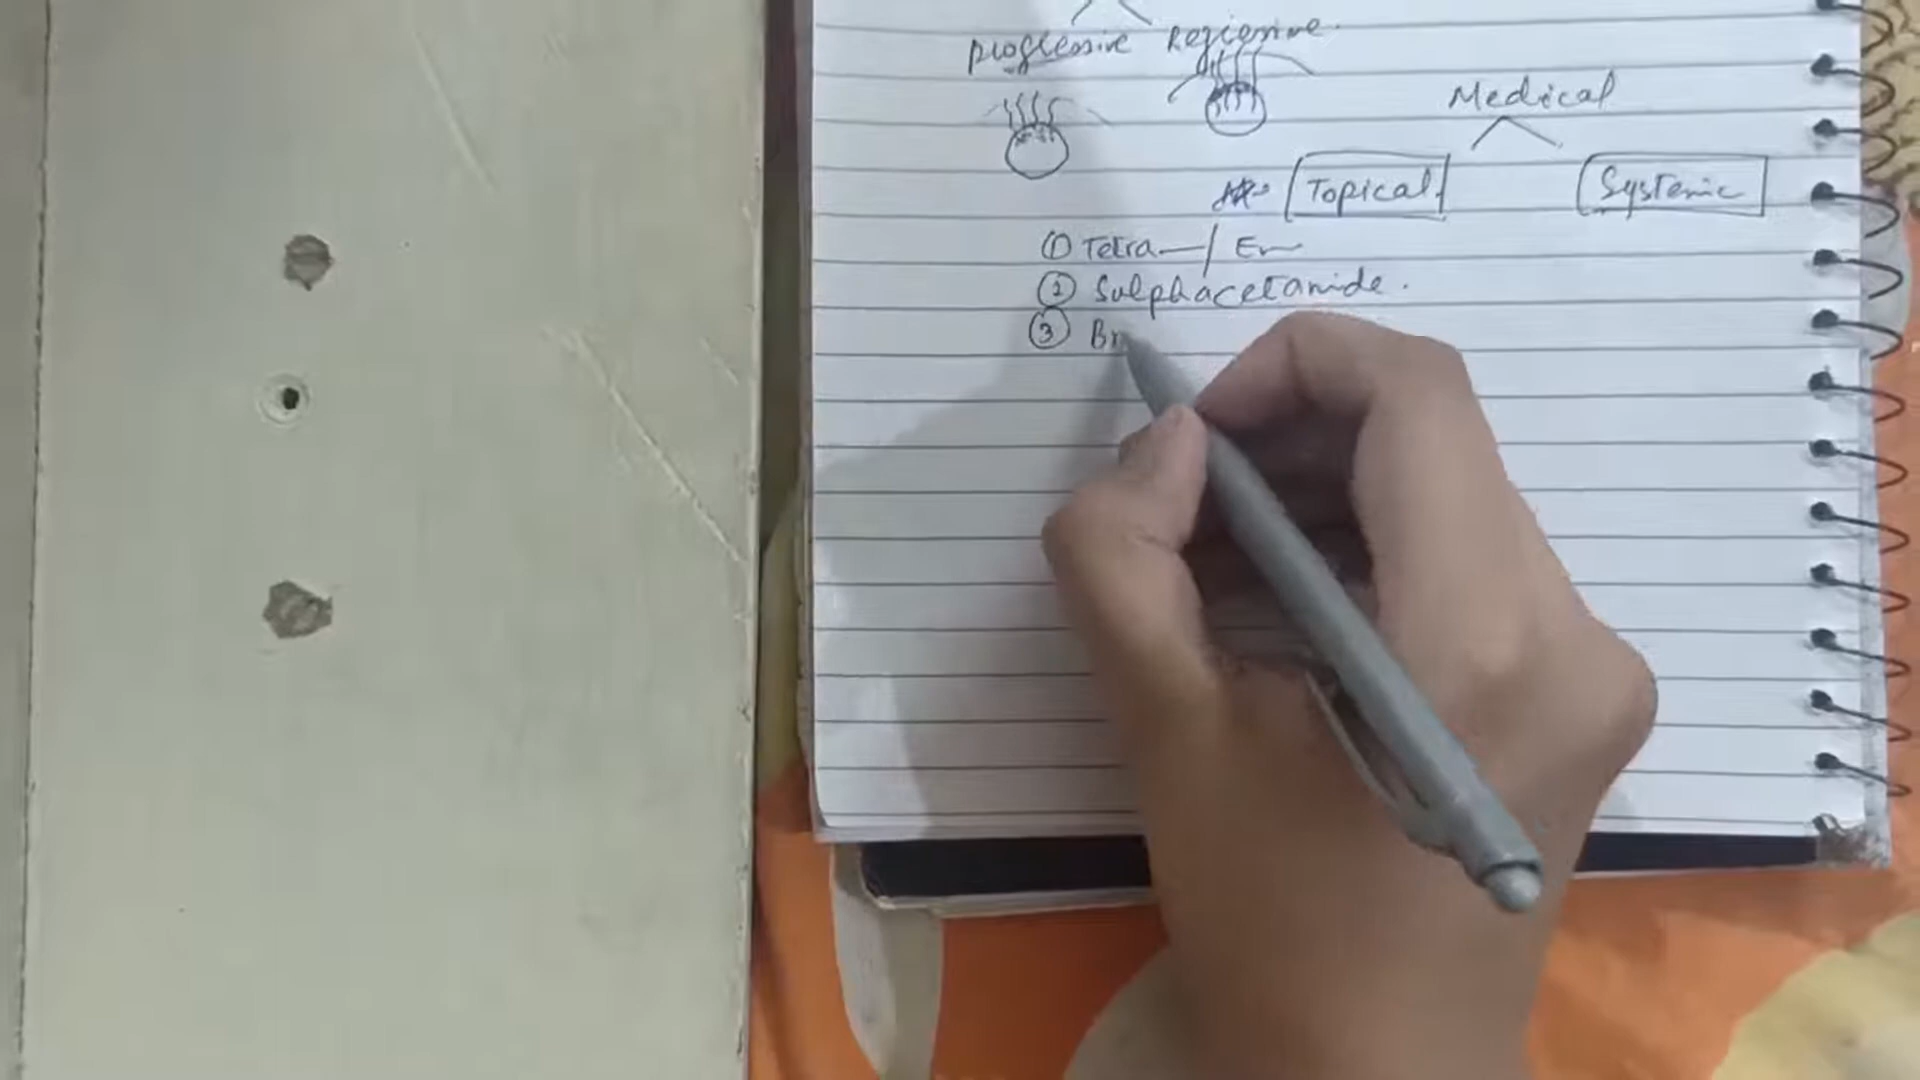 Progressive Regressive.
Medical
Topical Systemic
① Tetra / Er
② Sulphacetamide.
③ Br